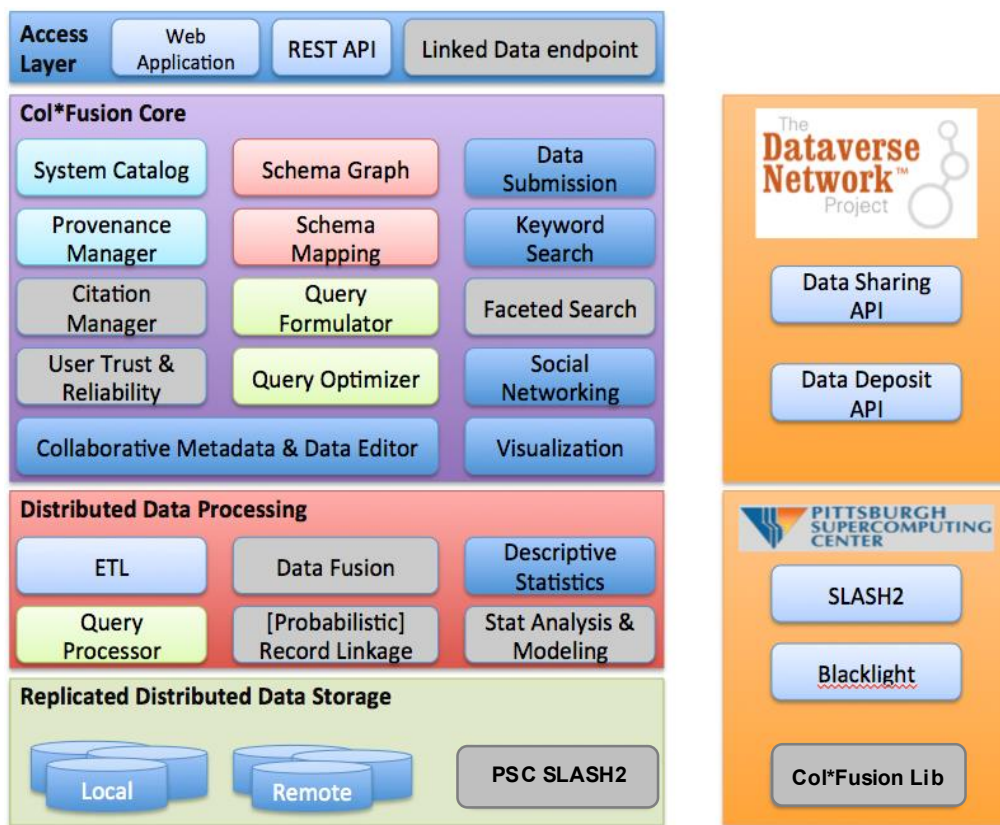 Access
Layer
Web
Application
REST API
Linked Data endpoint
Col*Fusion Core
System Catalog
Schema Graph
Data
Submission
Provenance
Manager
Schema
Mapping
Keyword
Search
Citation
Manager
Query
Formulator
Faceted Search
User Trust &
Reliability
Query Optimizer
Social
Networking
Collaborative Metadata & Data Editor
Visualization
Distributed Data Processing
ETL
Data Fusion
Descriptive
Statistics
Query
Processor
[Probabilistic]
Record Linkage
Stat Analysis &
Modeling
Replicated Distributed Data Storage
Local
Remote
PSC SLASH2
The
Dataverse
Network™
Project
Data Sharing
API
Data Deposit
API
PITTSBURGH
SUPERCOMPUTING
CENTER
SLASH2
Blacklight
Col*Fusion Lib